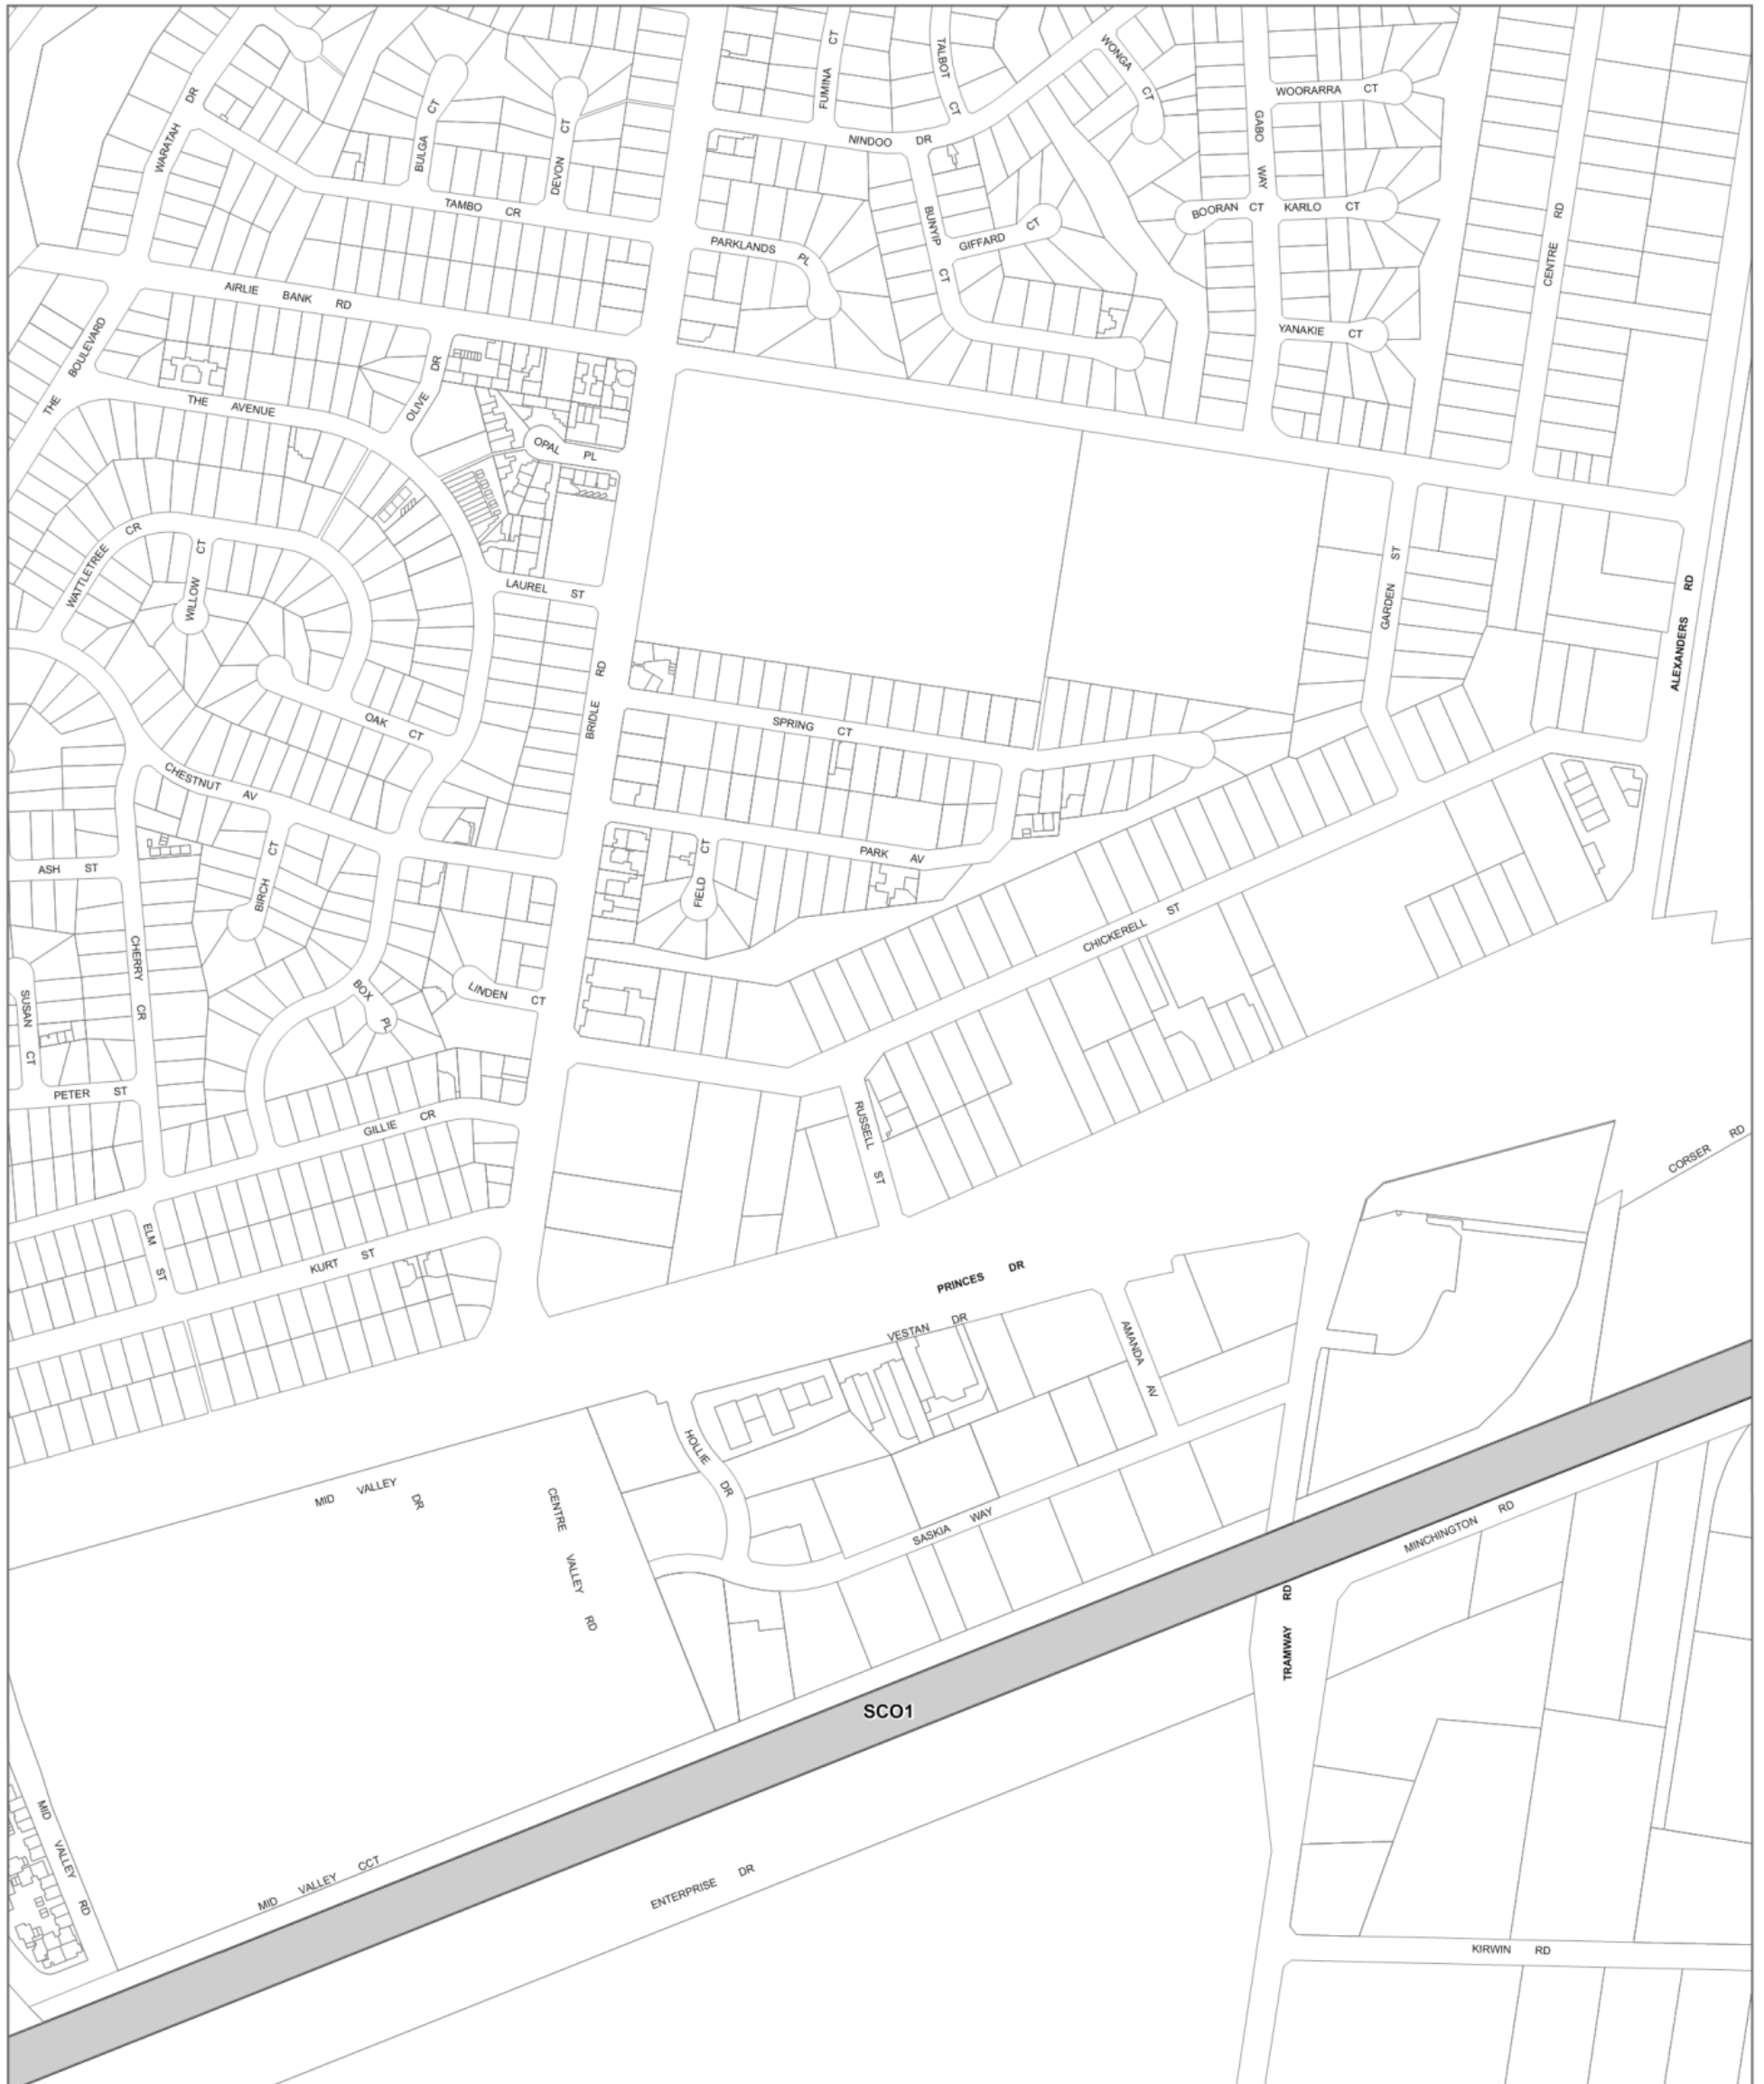 FUMINA CT
TALBOT CT
WONGA CT
WARATAH DR
BULGA CT
DEVON CT
NINDOO DR
GABO WAY
WOORARRA CT
TAMBO CR
PARKLANDS PL
BUNYIP CT
GIFFARD CT
BOORAN CT
KARLO CT
CENTRE RD
AIRLIE BANK RD
YANAKIE CT
THE BOULEVARD
THE AVENUE
OLIVE DR
OPAL PL
WATTLETREE CR
WILLOW CT
LAUREL ST
GARDEN ST
ALEXANDERS RD
BRIDLE RD
OAK CT
SPRING CT
CHESTNUT AV
ASH ST
BIRCH CT
FIELD CT
PARK AV
CHERRY CR
CHICKERELL ST
SUSAN CT
BOX PL
LINDEN CT
PETER ST
GILLIE CR
RUSSELL ST
CORSER RD
ELM ST
KURT ST
PRINCES DR
VESTAN DR
AMANDA AV
HOLLIE DR
MID VALLEY DR
CENTRE VALLEY RD
SASKIA WAY
MINCHINGTON RD
TRAMWAY RD
SCO1
MID VALLEY RD
MID VALLEY CCT
ENTERPRISE DR
KIRWIN RD